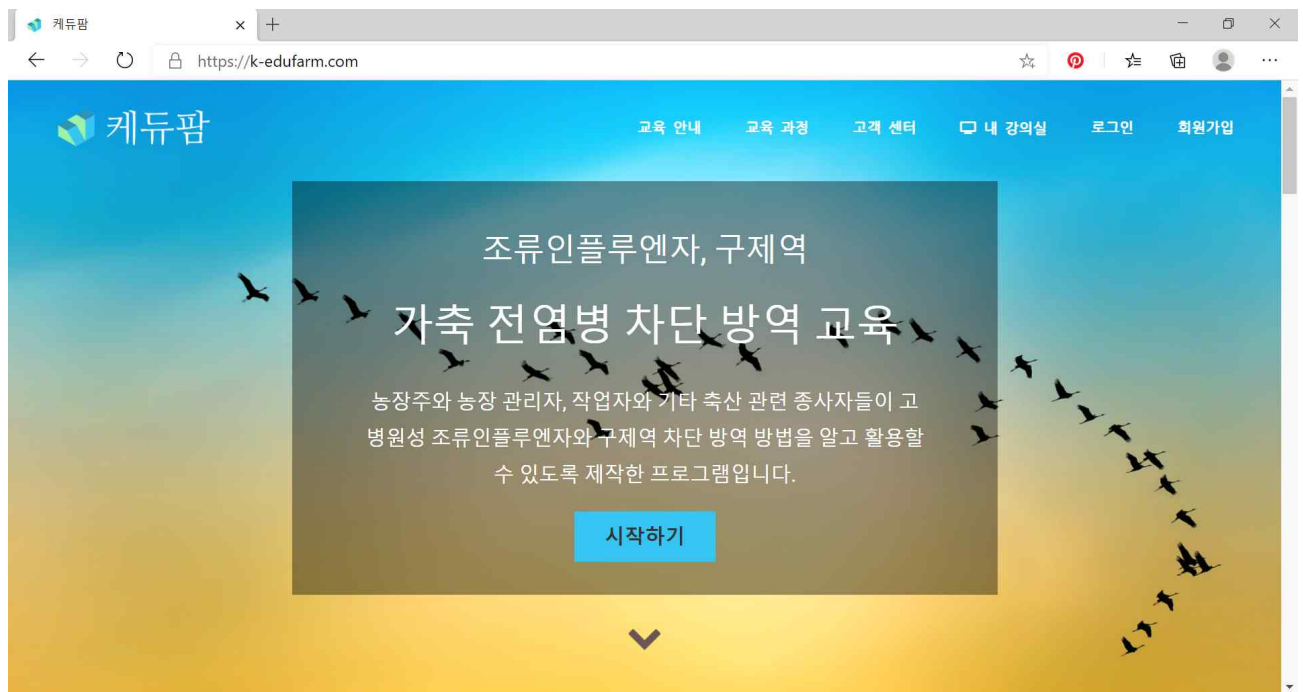 케듀팜
https://k-edufarm.com
케듀팜
교육 안내 교육 과정 고객 센터 내 강의실 로그인 회원가입
조류인플루엔자, 구제역
가축 전염병 차단 방역 교육
농장주와 농장 관리자, 작업자와 기타 축산 관련 종사자들이 고
병원성 조류인플루엔자와 구제역 차단 방역 방법을 알고 활용할
수 있도록 제작한 프로그램입니다.
시작하기